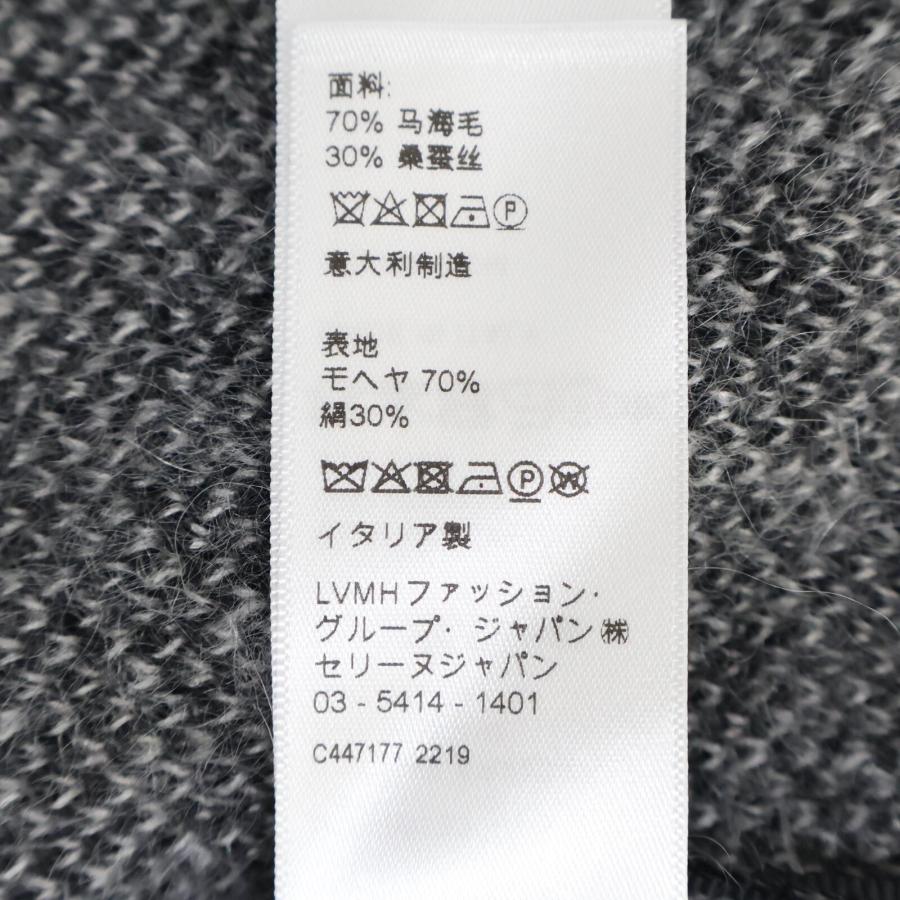 面料:
70% 马海毛
30% 桑蚕丝
P
意大利制造
表地
モヘヤ 70%
絹30%
P W
イタリア製
LVMHファッション·
グループ· ジャパン㈱
セリーヌジャパン
03 - 5414 - 1401
C447177 2219